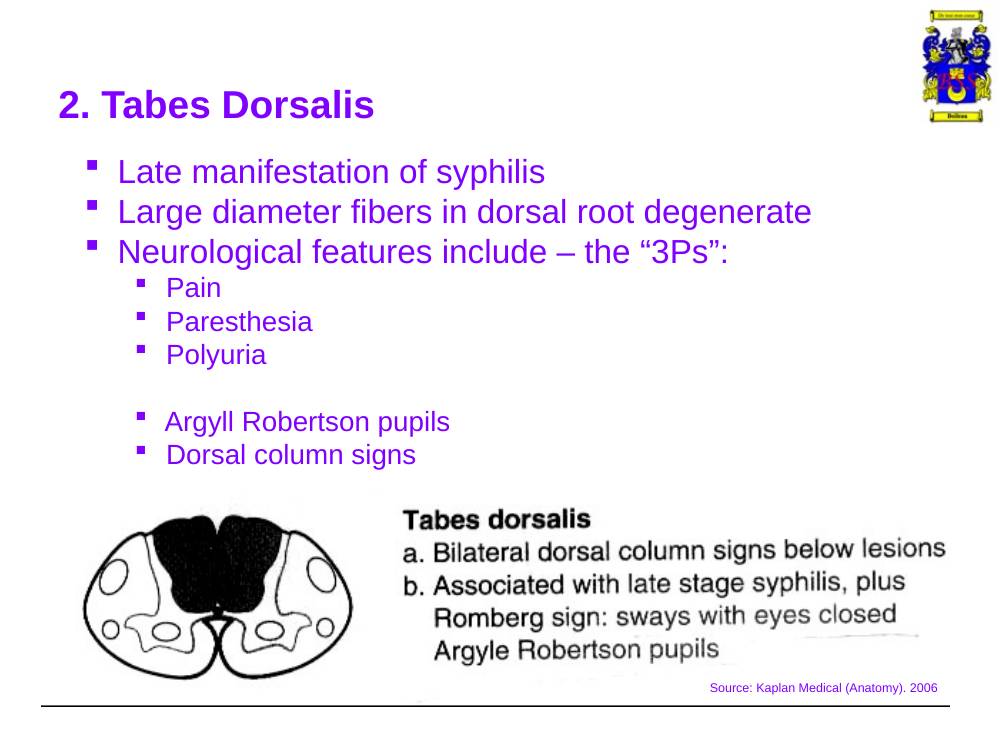 2. Tabes Dorsalis
▪ Late manifestation of syphilis
▪ Large diameter fibers in dorsal root degenerate
▪ Neurological features include – the “3Ps”:
▪ Pain
▪ Paresthesia
▪ Polyuria
▪ Argyll Robertson pupils
▪ Dorsal column signs
Tabes dorsalis
a. Bilateral dorsal column signs below lesions
b. Associated with late stage syphilis, plus
Romberg sign: sways with eyes closed
Argyle Robertson pupils
Source: Kaplan Medical (Anatomy). 2006